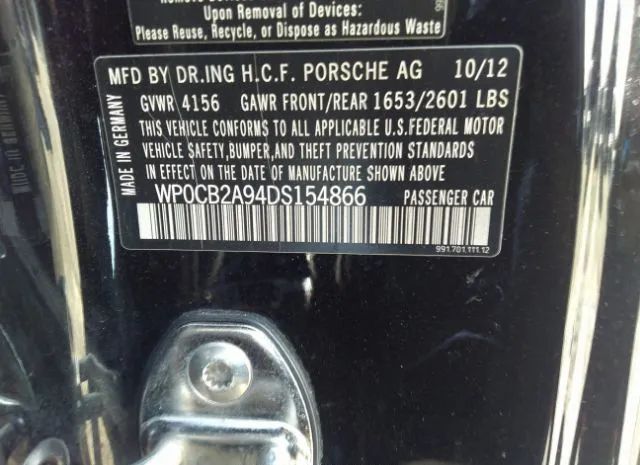 Upon Removal of Devices:
Please Reuse, Recycle, or Dispose as Hazardous Waste
MFD BY DR.ING H.C.F. PORSCHE AG 10/12
GVWR 4156 GAWR FRONT/REAR 1653/2601 LBS
THIS VEHICLE CONFORMS TO ALL APPLICABLE U.S.FEDERAL MOTOR
VEHICLE SAFETY,BUMPER,AND THEFT PREVENTION STANDARDS
IN EFFECT ON THE DATE OF MANUFACTURE SHOWN ABOVE.
WP0CB2A94DS154866 PASSENGER CAR
991.701.111.12
MADE IN GERMANY